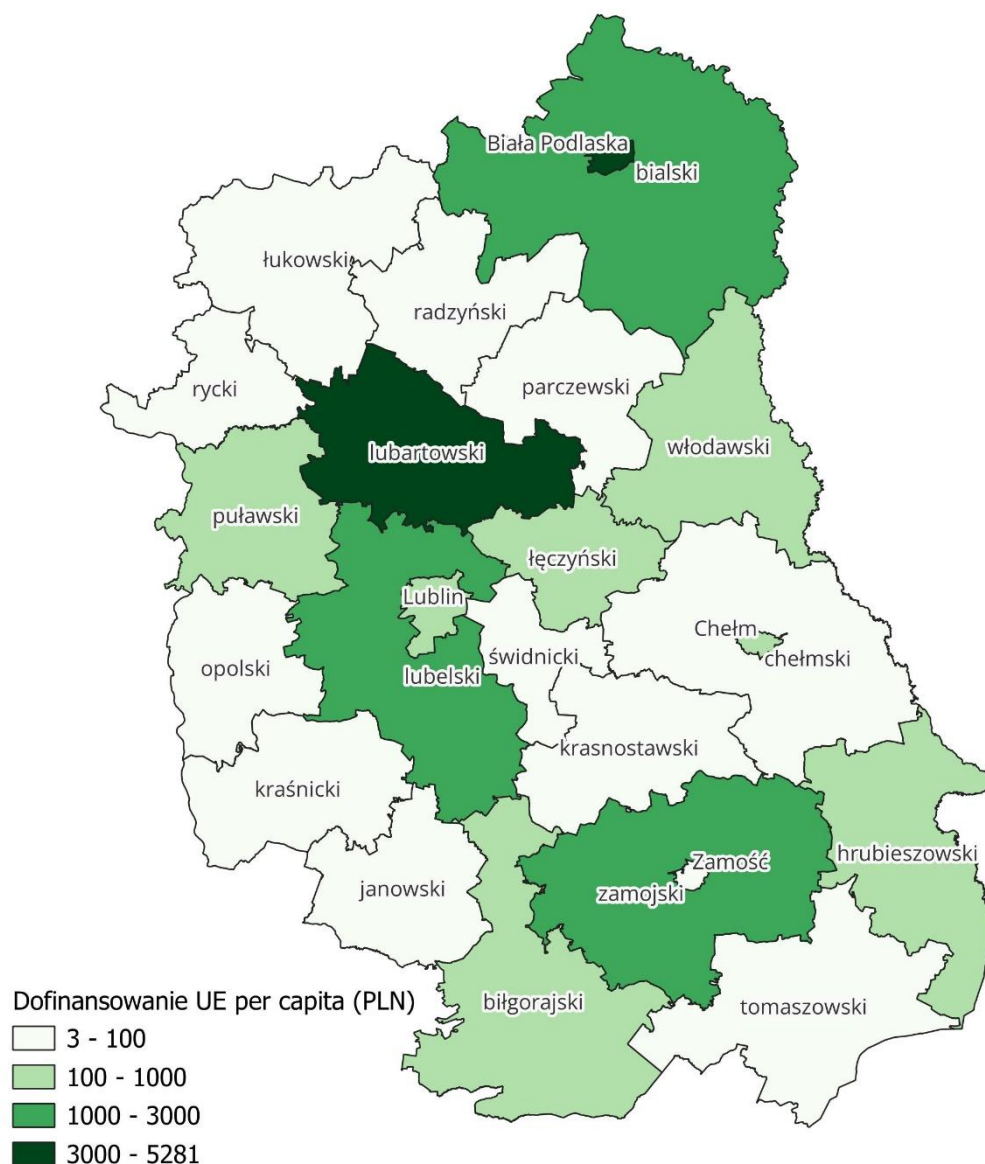 Biała Podlaska
bialski
łukowski
radzyński
rycki
parczewski
lubartowski
włodawski
puławski
łęczyński
Lublin
Chełm
świdnicki
chełmski
opolski
lubelski
krasnostawski
kraśnicki
hrubieszowski
Zamość
janowski
zamojski
biłgorajski
tomaszowski
Dofinansowanie UE per capita (PLN)
3 - 100
100 - 1000
1000 - 3000
3000 - 5281